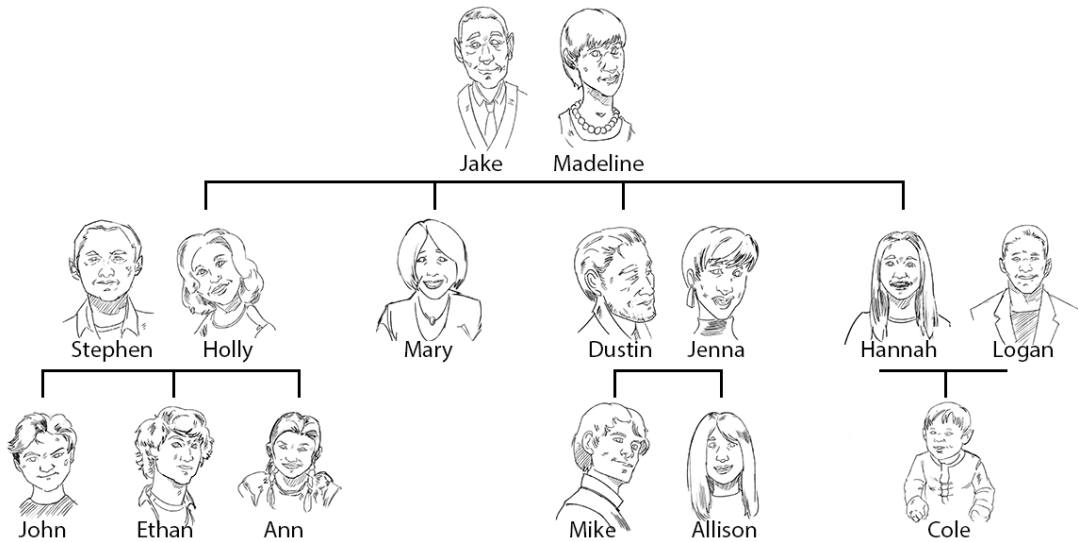 Jake Madeline
Stephen Holly Mary Dustin Jenna Hannah Logan
John Ethan Ann Mike Allison Cole